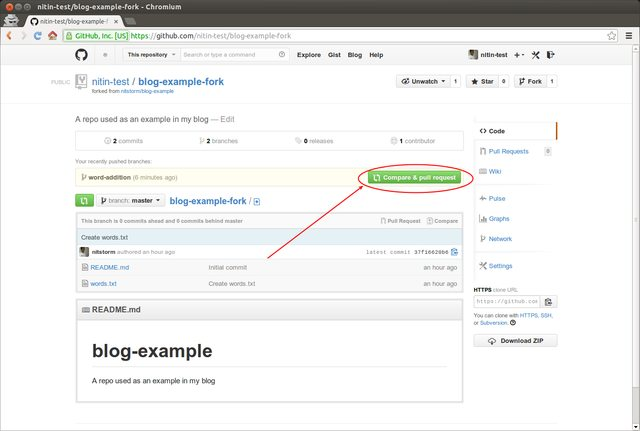 nitin-test/blog-example-fork - Chromium
nitin-test/blog-example-f
GitHub, Inc. [US] https://github.com/nitin-test/blog-example-fork
This repository Search or type a command Explore Gist Blog Help nitin-test
PUBLIC nitin-test / blog-example-fork Unwatch 1 Star 0 Fork 1
forked from nitstorm/blog-example
A repo used as an example in my blog — Edit
2 commits 2 branches 0 releases 1 contributor
Your recently pushed branches:
word-addition (6 minutes ago) Compare & pull request
branch: master blog-example-fork /
This branch is 0 commits ahead and 0 commits behind master Pull Request Compare
Create words.txt
nitstorm authored an hour ago latest commit 37f16620b6
README.md Initial commit an hour ago
words.txt Create words.txt an hour ago
README.md
blog-example
A repo used as an example in my blog
Code
Pull Requests 0
Wiki
Pulse
Graphs
Network
Settings
HTTPS clone URL
https://github.com
You can clone with HTTPS, SSH,
or Subversion.
Download ZIP